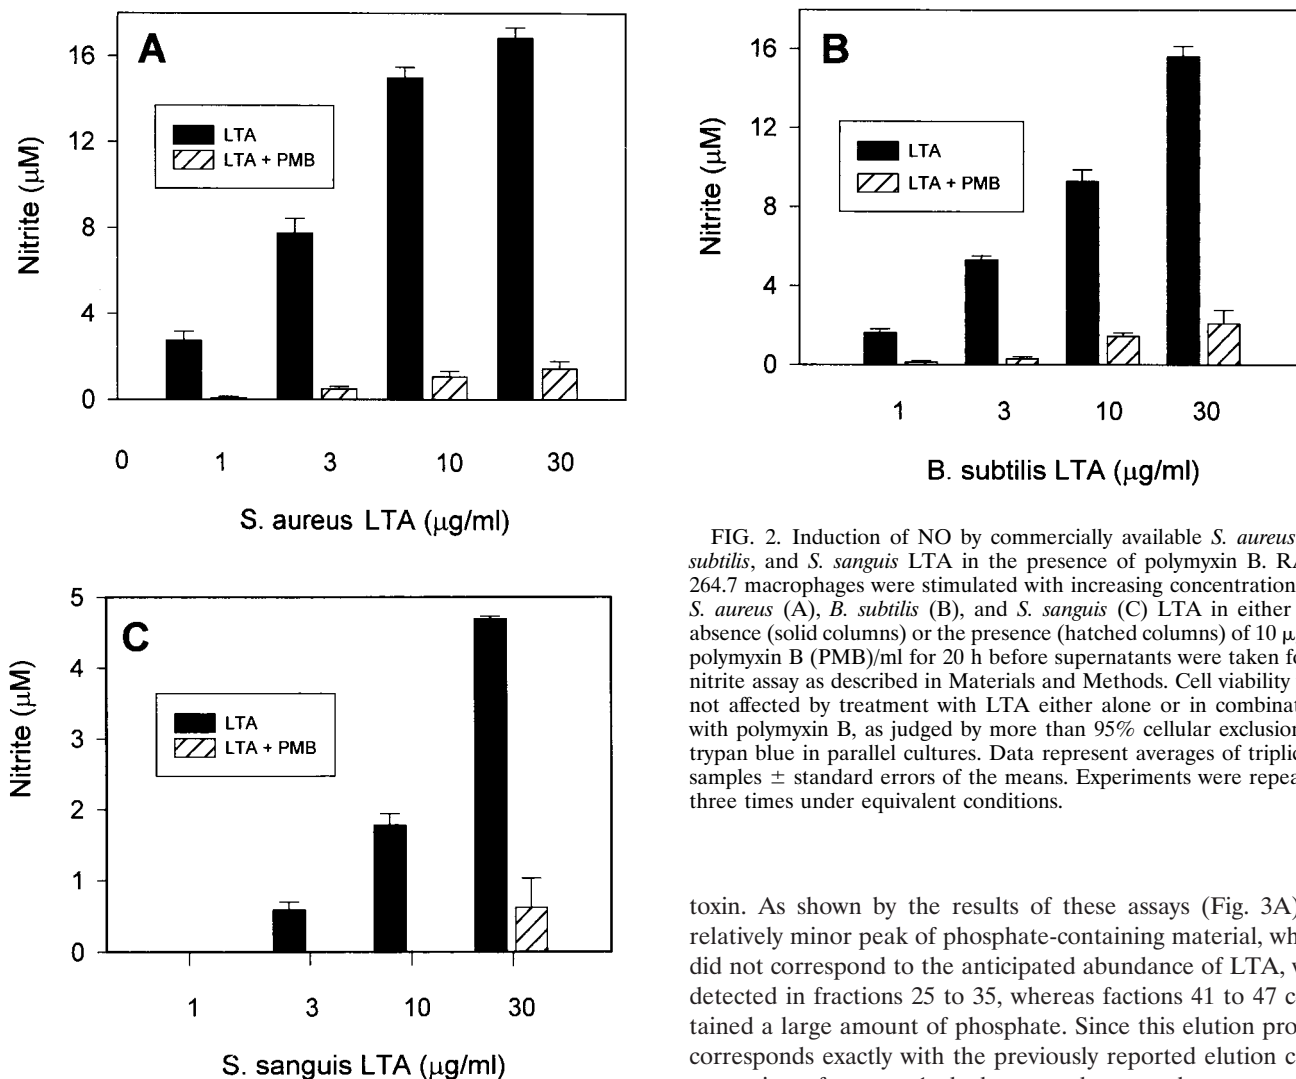 A
16
12
8
4
0
Nitrite (μM)
LTA
LTA + PMB
0 1 3 10 30
S. aureus LTA (μg/ml)
B
16
12
8
4
0
Nitrite (μM)
LTA
LTA + PMB
1 3 10 30
B. subtilis LTA (μg/ml)
C
5
4
3
2
1
0
Nitrite (μM)
LTA
LTA + PMB
1 3 10 30
S. sanguis LTA (μg/ml)
FIG. 2. Induction of NO by commercially available S. aureus
subtilis, and S. sanguis LTA in the presence of polymyxin B. RA
264.7 macrophages were stimulated with increasing concentration
S. aureus (A), B. subtilis (B), and S. sanguis (C) LTA in either
absence (solid columns) or the presence (hatched columns) of 10 μ
polymyxin B (PMB)/ml for 20 h before supernatants were taken fo
nitrite assay as described in Materials and Methods. Cell viability
not affected by treatment with LTA either alone or in combinat
with polymyxin B, as judged by more than 95% cellular exclusion
trypan blue in parallel cultures. Data represent averages of triplic
samples ± standard errors of the means. Experiments were repea
three times under equivalent conditions.
toxin. As shown by the results of these assays (Fig. 3A)
relatively minor peak of phosphate-containing material, wh
did not correspond to the anticipated abundance of LTA, v
detected in fractions 25 to 35, whereas factions 41 to 47 c
tained a large amount of phosphate. Since this elution pro
corresponds exactly with the previously reported elution c